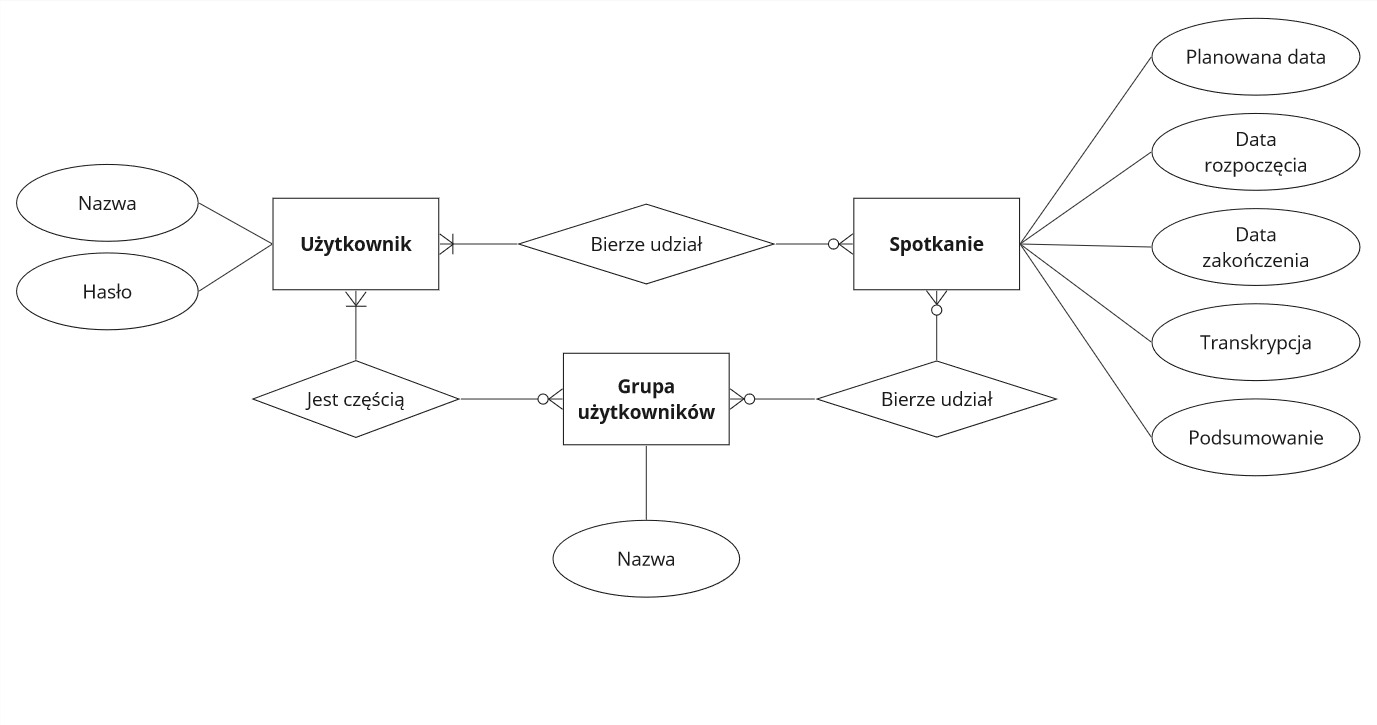 Planowana data
Data
rozpoczęcia
Nazwa
Użytkownik
Bierze udział
Spotkanie
Data
zakończenia
Hasło
Transkrypcja
Jest częścią
Grupa
użytkowników
Bierze udział
Podsumowanie
Nazwa